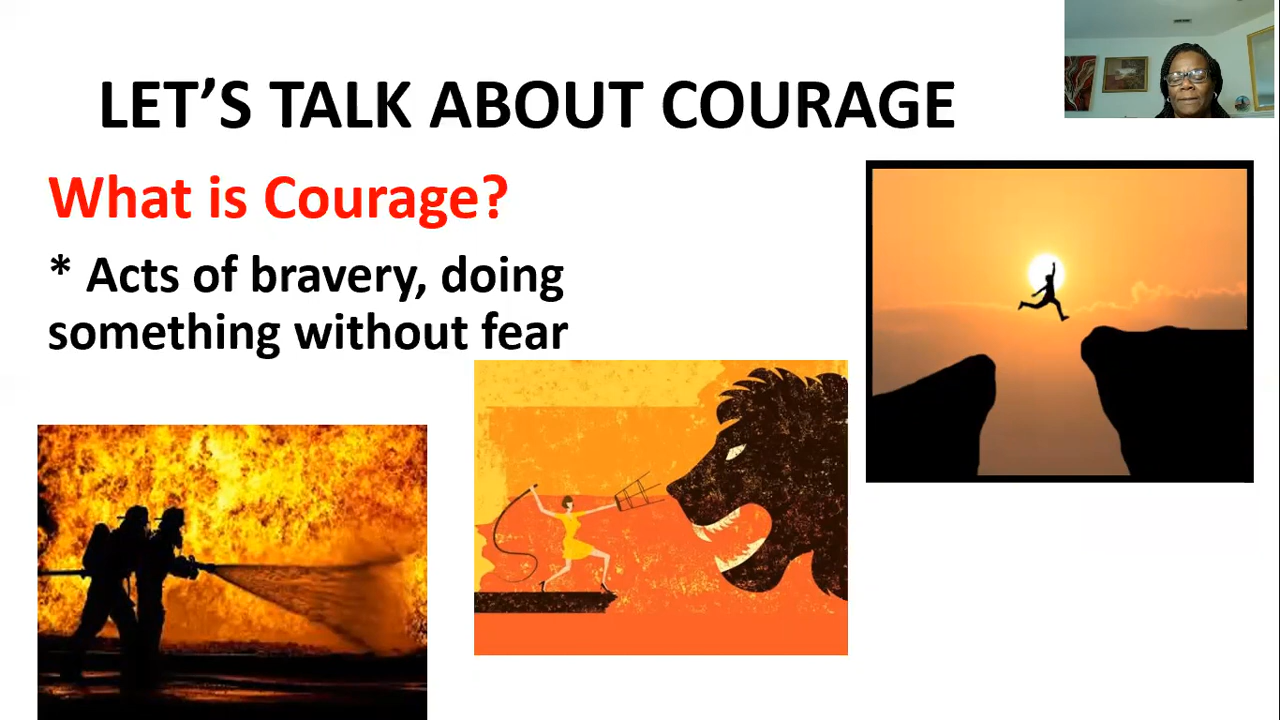 LET’S TALK ABOUT COURAGE
What is Courage?
* Acts of bravery, doing
something without fear